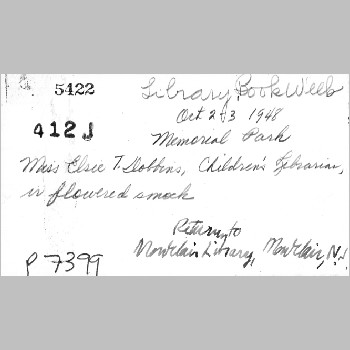 5422
Library Book Week
Oct 2+3 1948
412J
Memorial Park
Miss Elsie T. Dobbins, Children's Librarian,
in flowered smock
Return to
Montclair Library, Montclair, N.J.
P 7399